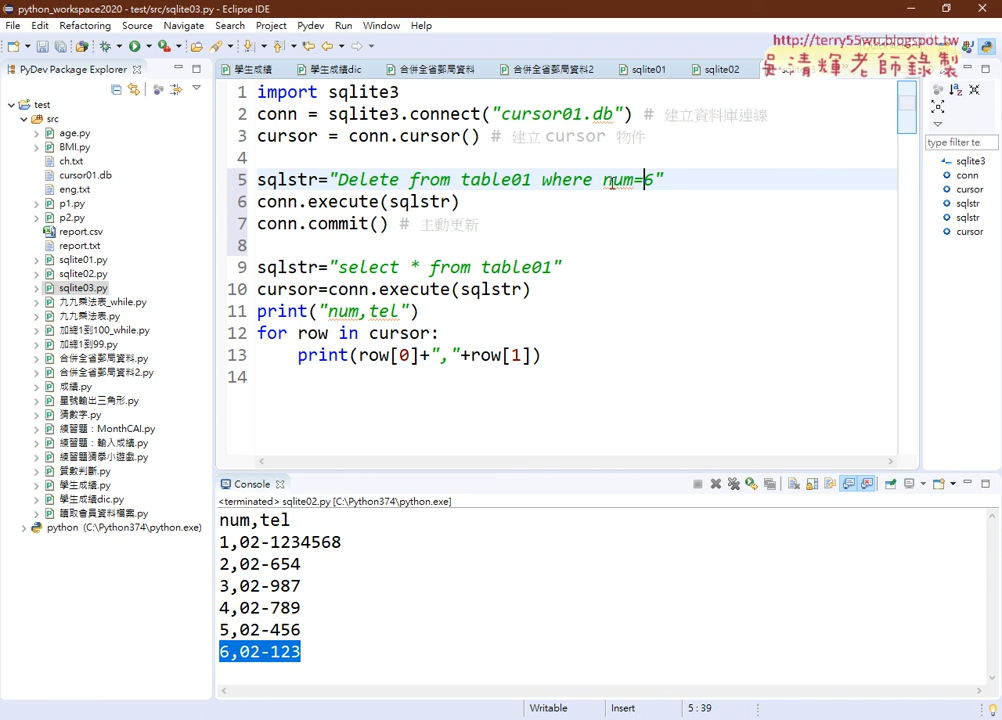 python_workspace2020 - test/src/sqlite03.py - Eclipse IDE
File Edit Refactoring Source Navigate Search Project Pydev Run Window Help
http://terry55wu.blogspot.tw
吳清輝老師錄製
PyDev Package Explorer
學生成績 學生成績dic 合併全省郵局資料 合併全省郵局資料2 sqlite01 sqlite02
test
src
age.py
BMI.py
ch.txt
cursor01.db
eng.txt
p1.py
p2.py
report.csv
report.txt
sqlite01.py
sqlite02.py
sqlite03.py
九九乘法表_while.py
九九乘法表.py
加總1到100_while.py
加總1到99.py
合併全省郵局資料.py
合併全省郵局資料2.py
成績.py
星號輸出三角形.py
猜數字.py
練習題：MonthCAI.py
練習題：輸入成績.py
練習題猜拳小遊戲.py
質數判斷.py
學生成績.py
學生成績dic.py
讀取會員資料檔案.py
python (C:\Python374\python.exe)
1 import sqlite3
2 conn = sqlite3.connect("cursor01.db") # 建立資料庫連線
3 cursor = conn.cursor() # 建立 cursor 物件
4
5 sqlstr="Delete from table01 where num=6"
6 conn.execute(sqlstr)
7 conn.commit() # 主動更新
8
9 sqlstr="select * from table01"
10 cursor=conn.execute(sqlstr)
11 print("num,tel")
12 for row in cursor:
13 print(row[0]+","+row[1])
14
type filter te
sqlite3
conn
cursor
sqlstr
sqlstr
cursor
Console
<terminated> sqlite02.py [C:\Python374\python.exe]
num,tel
1,02-1234568
2,02-654
3,02-987
4,02-789
5,02-456
6,02-123
Writable Insert 5 : 39